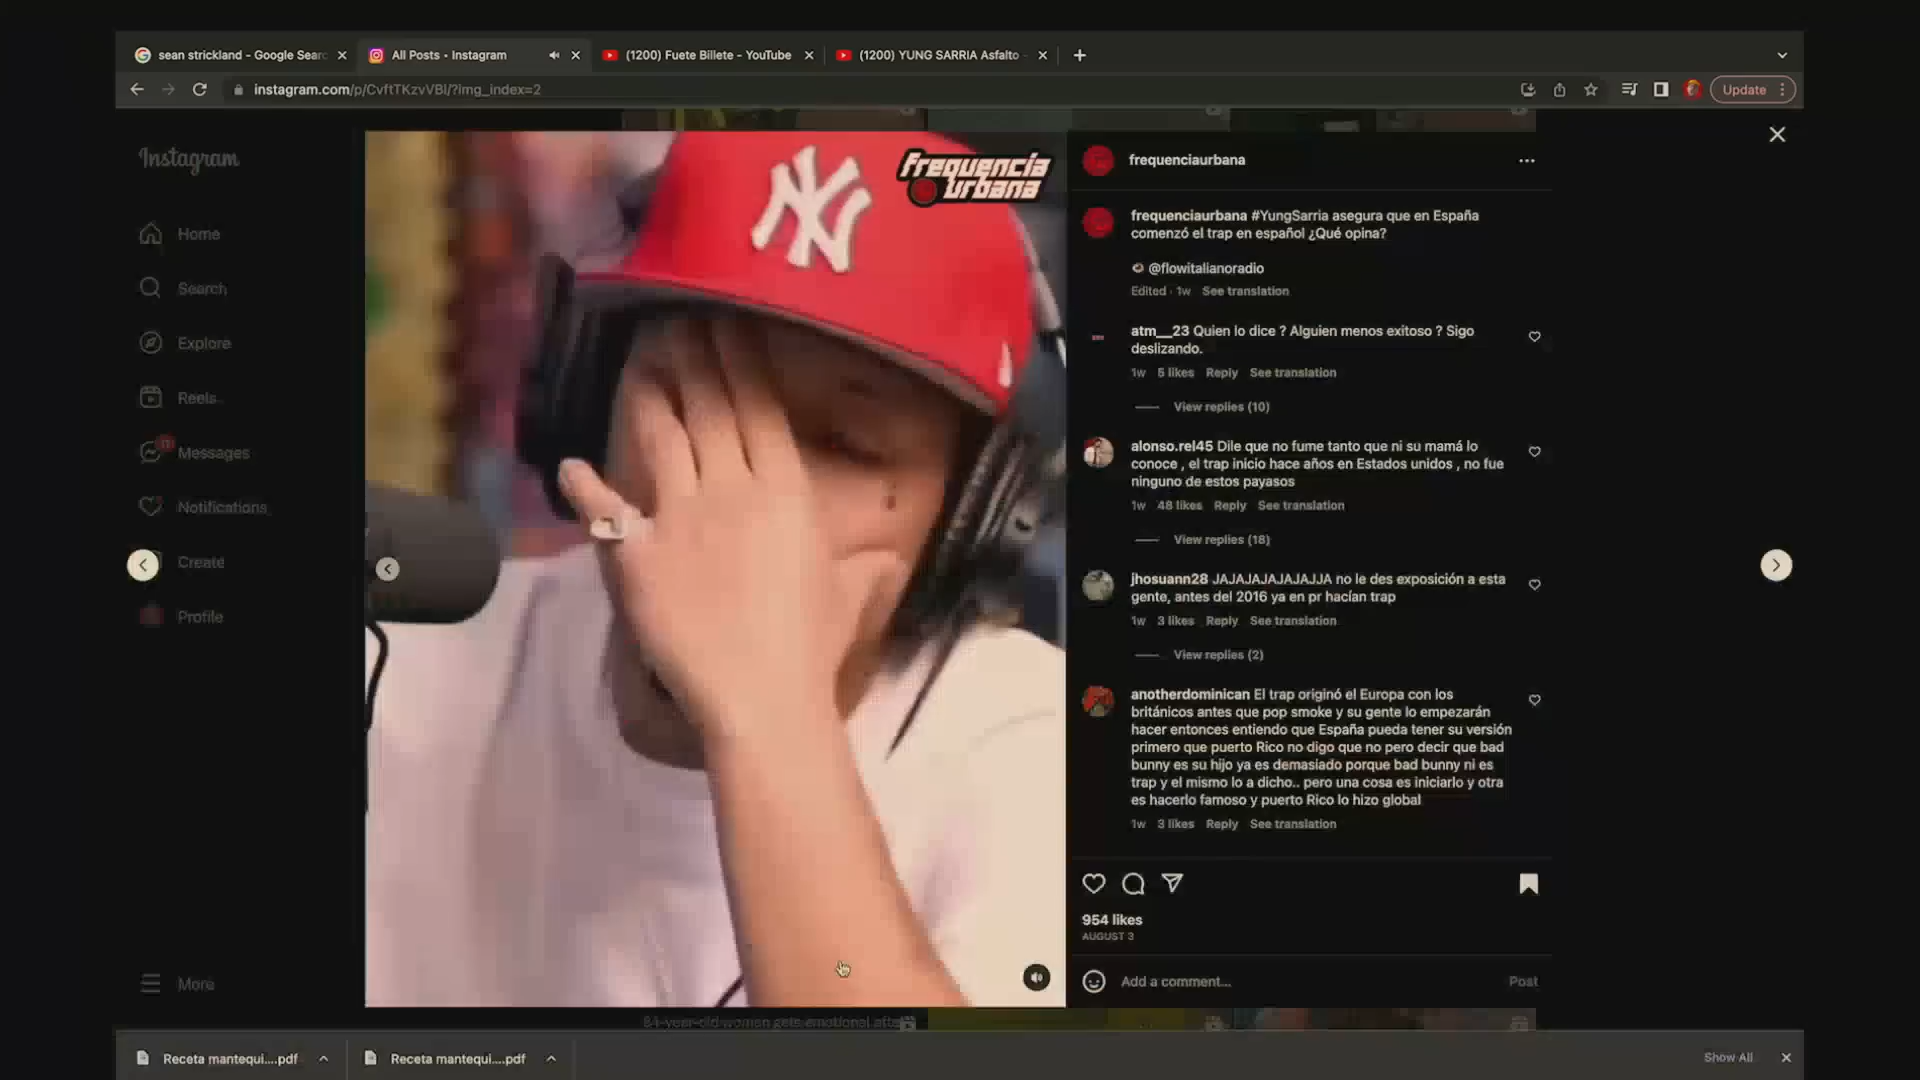 sean strickland - Google Searc
All Posts • Instagram
(1200) Fuete Billete - YouTube
(1200) YUNG SARRIA Asfalto
instagram.com/p/CvftTKzvVBI/?img_index=2
Update
Instagram
Home
Search
Explore
Reels
Messages
Notifications
Create
Profile
More
NY
frequencia
urbana
frequenciaurbana
frequenciaurbana #YungSarria asegura que en España
comenzó el trap en español ¿Qué opina?
@flowitalianoradio
Edited · 1w See translation
atm__23 Quien lo dice ? Alguien menos exitoso ? Sigo
deslizando.
1w 5 likes Reply See translation
View replies (10)
alonso.rel45 Dile que no fume tanto que ni su mamá lo
conoce , el trap inicio hace años en Estados unidos , no fue
ninguno de estos payasos
1w 48 likes Reply See translation
View replies (18)
jhosuann28 JAJAJAJAJAJAJJA no le des exposición a esta
gente, antes del 2016 ya en pr hacían trap
1w 3 likes Reply See translation
View replies (2)
anotherdominican El trap originó el Europa con los
británicos antes que pop smoke y su gente lo empezarán
hacer entonces entiendo que España pueda tener su versión
primero que puerto Rico no digo que no pero decir que bad
bunny es su hijo ya es demasiado porque bad bunny ni es
trap y el mismo lo a dicho.. pero una cosa es iniciarlo y otra
es hacerlo famoso y puerto Rico lo hizo global
1w 3 likes Reply See translation
954 likes
AUGUST 3
Add a comment...
Post
84-year-old woman gets emotional afte
Receta mantequi....pdf
Receta mantequi....pdf
Show All